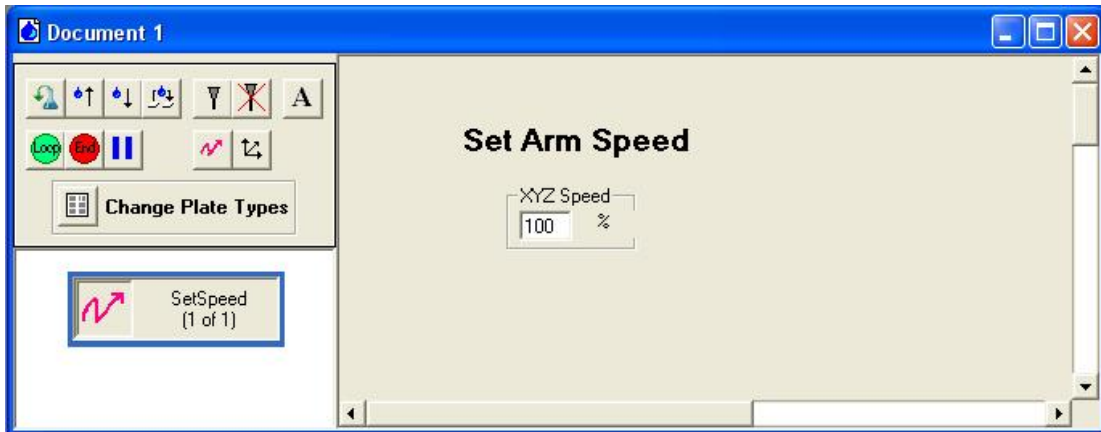 Document 1
A
Loop
End
Change Plate Types
SetSpeed
(1 of 1)
Set Arm Speed
XYZ Speed
100 %